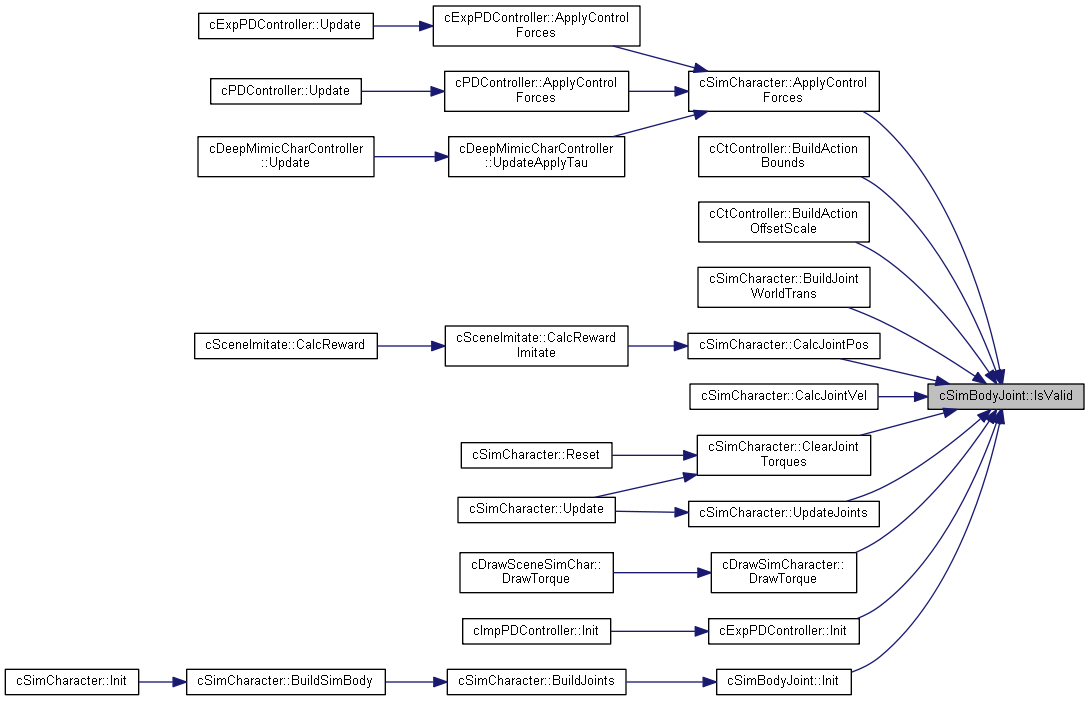 cExpPDController::Update
cExpPDController::ApplyControl
Forces
cPDController::Update
cPDController::ApplyControl
Forces
cSimCharacter::ApplyControl
Forces
cDeepMimicCharController
::Update
cDeepMimicCharController
::UpdateApplyTau
cCtController::BuildAction
Bounds
cCtController::BuildAction
OffsetScale
cSimCharacter::BuildJoint
WorldTrans
cSceneImitate::CalcReward
cSceneImitate::CalcReward
Imitate
cSimCharacter::CalcJointPos
cSimCharacter::CalcJointVel
cSimBodyJoint::IsValid
cSimCharacter::Reset
cSimCharacter::ClearJoint
Torques
cSimCharacter::Update
cSimCharacter::UpdateJoints
cDrawSceneSimChar::
DrawTorque
cDrawSimCharacter::
DrawTorque
cImpPDController::Init
cExpPDController::Init
cSimCharacter::Init
cSimCharacter::BuildSimBody
cSimCharacter::BuildJoints
cSimBodyJoint::Init